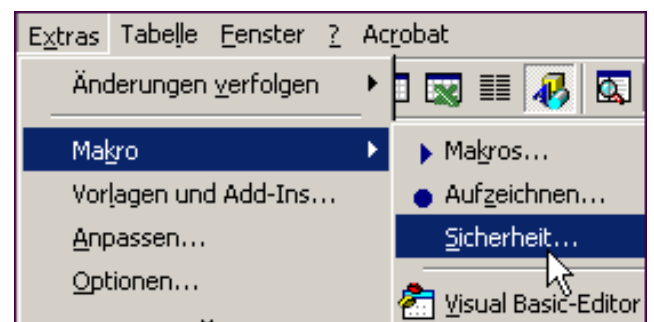 Extras Tabelle Fenster ? Acrobat
Änderungen verfolgen
Makro
Vorlagen und Add-Ins...
Anpassen...
Optionen...
Makros...
Aufzeichnen...
Sicherheit...
Visual Basic-Editor